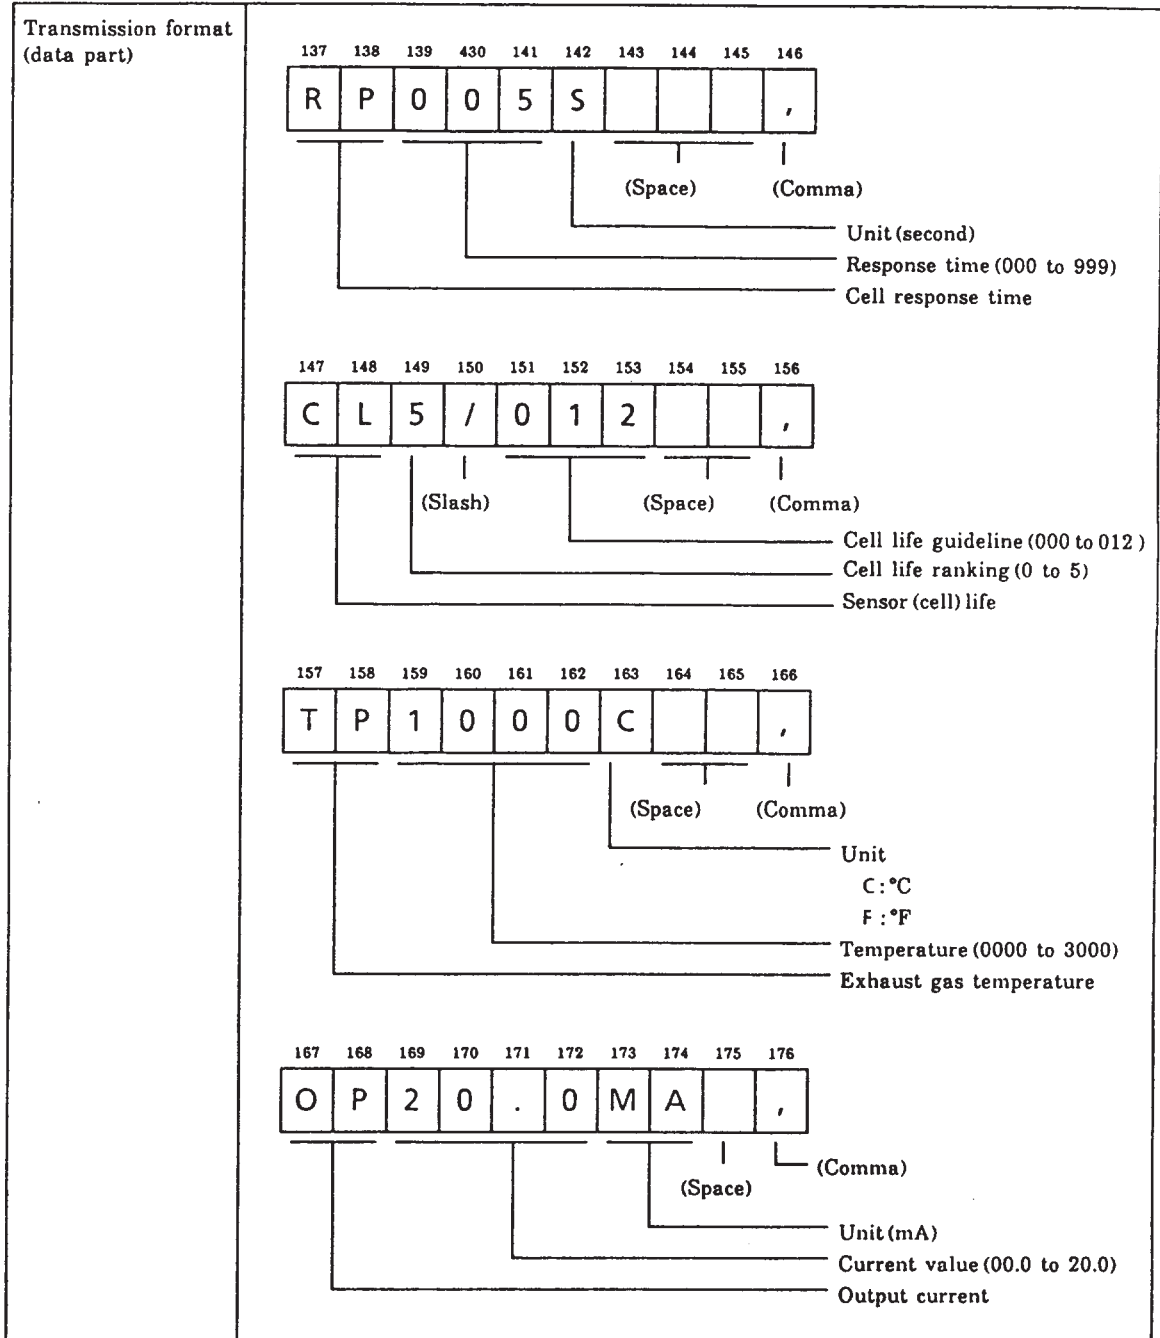 Transmission format
(data part)
137 138 139 430 141 142 143 144 145 146
R P 0 0 5 S ,
(Space) (Comma)
Unit (second)
Response time (000 to 999)
Cell response time
147 148 149 150 151 152 153 154 155 156
C L 5 / 0 1 2 ,
(Slash) (Space) (Comma)
Cell life guideline (000 to 012 )
Cell life ranking (0 to 5)
Sensor (cell) life
157 158 159 160 161 162 163 164 165 166
T P 1 0 0 0 C ,
(Space) (Comma)
Unit
C : °C
F : °F
Temperature (0000 to 3000)
Exhaust gas temperature
167 168 169 170 171 172 173 174 175 176
O P 2 0 . 0 M A ,
(Comma)
(Space)
Unit (mA)
Current value (00.0 to 20.0)
Output current